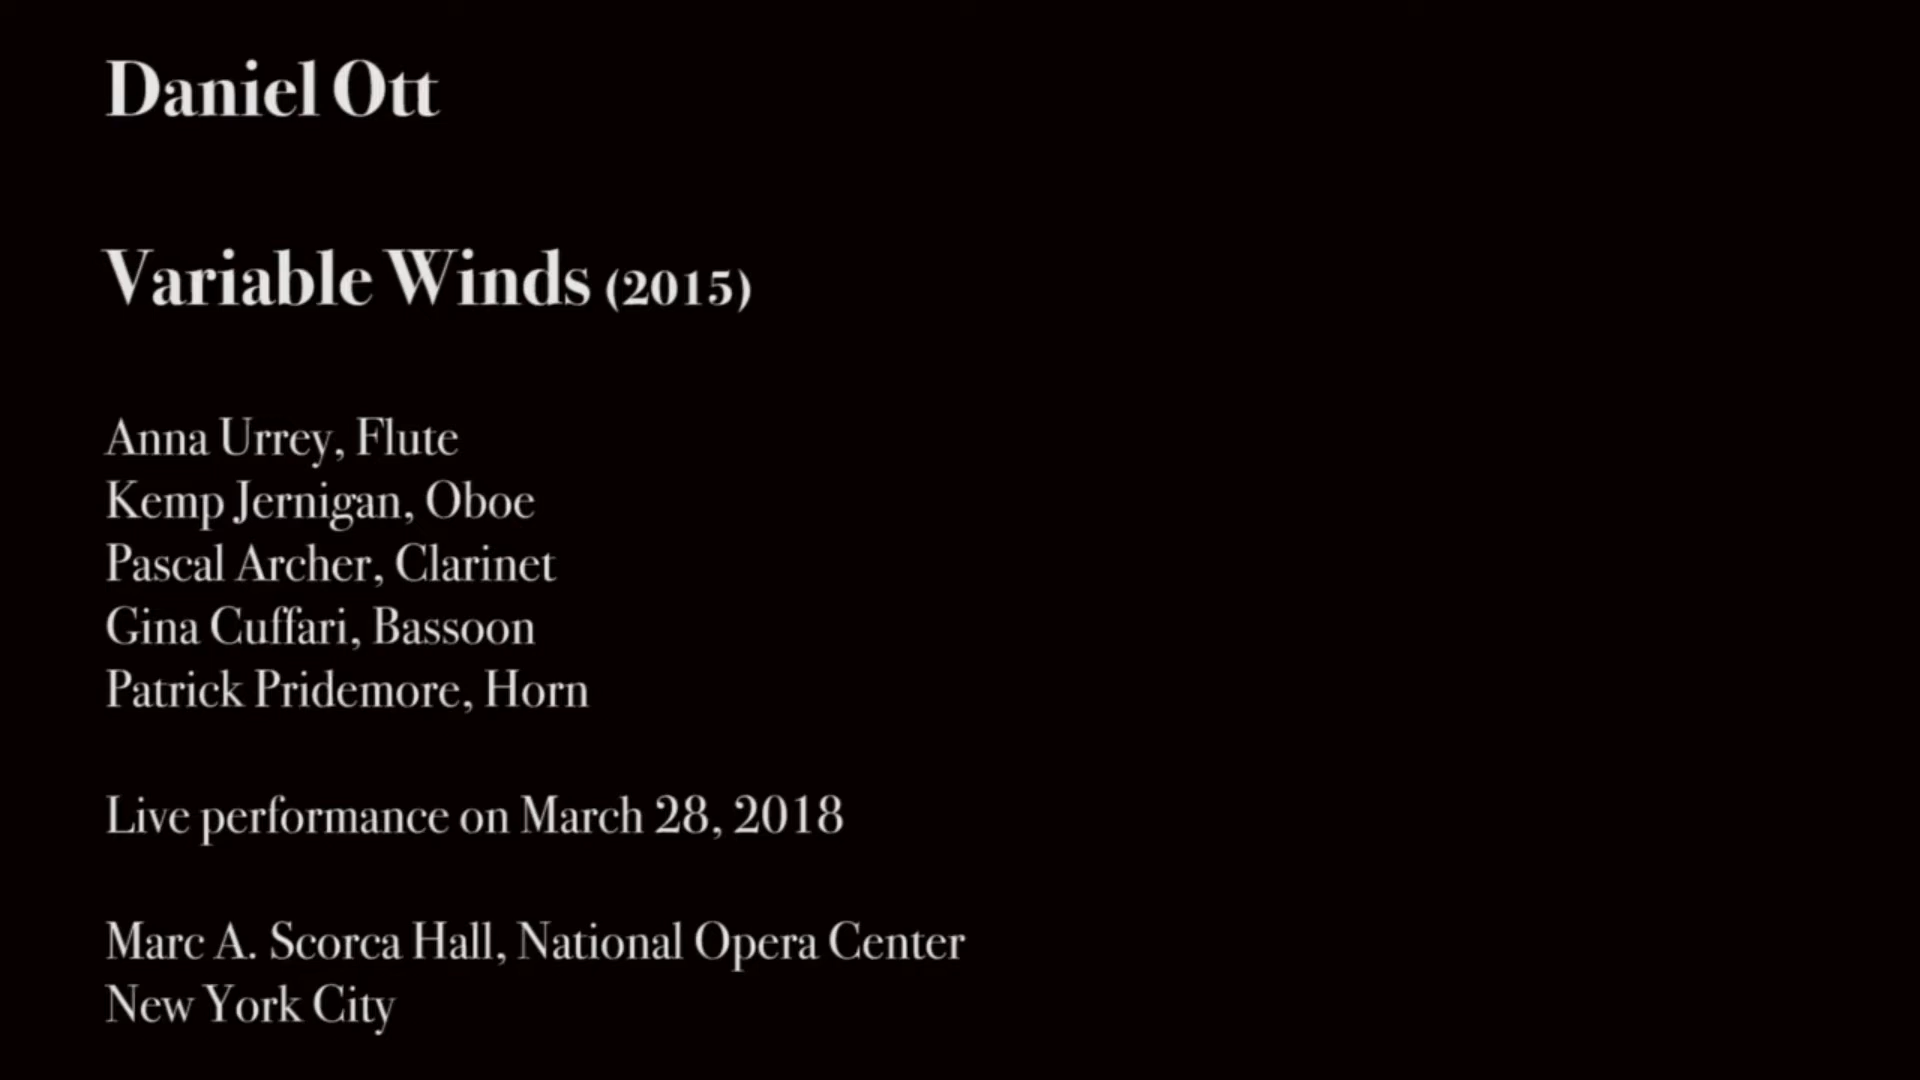 Daniel Ott
Variable Winds (2015)
Anna Urrey, Flute
Kemp Jernigan, Oboe
Pascal Archer, Clarinet
Gina Cuffari, Bassoon
Patrick Pridemore, Horn
Live performance on March 28, 2018
Marc A. Scorca Hall, National Opera Center
New York City